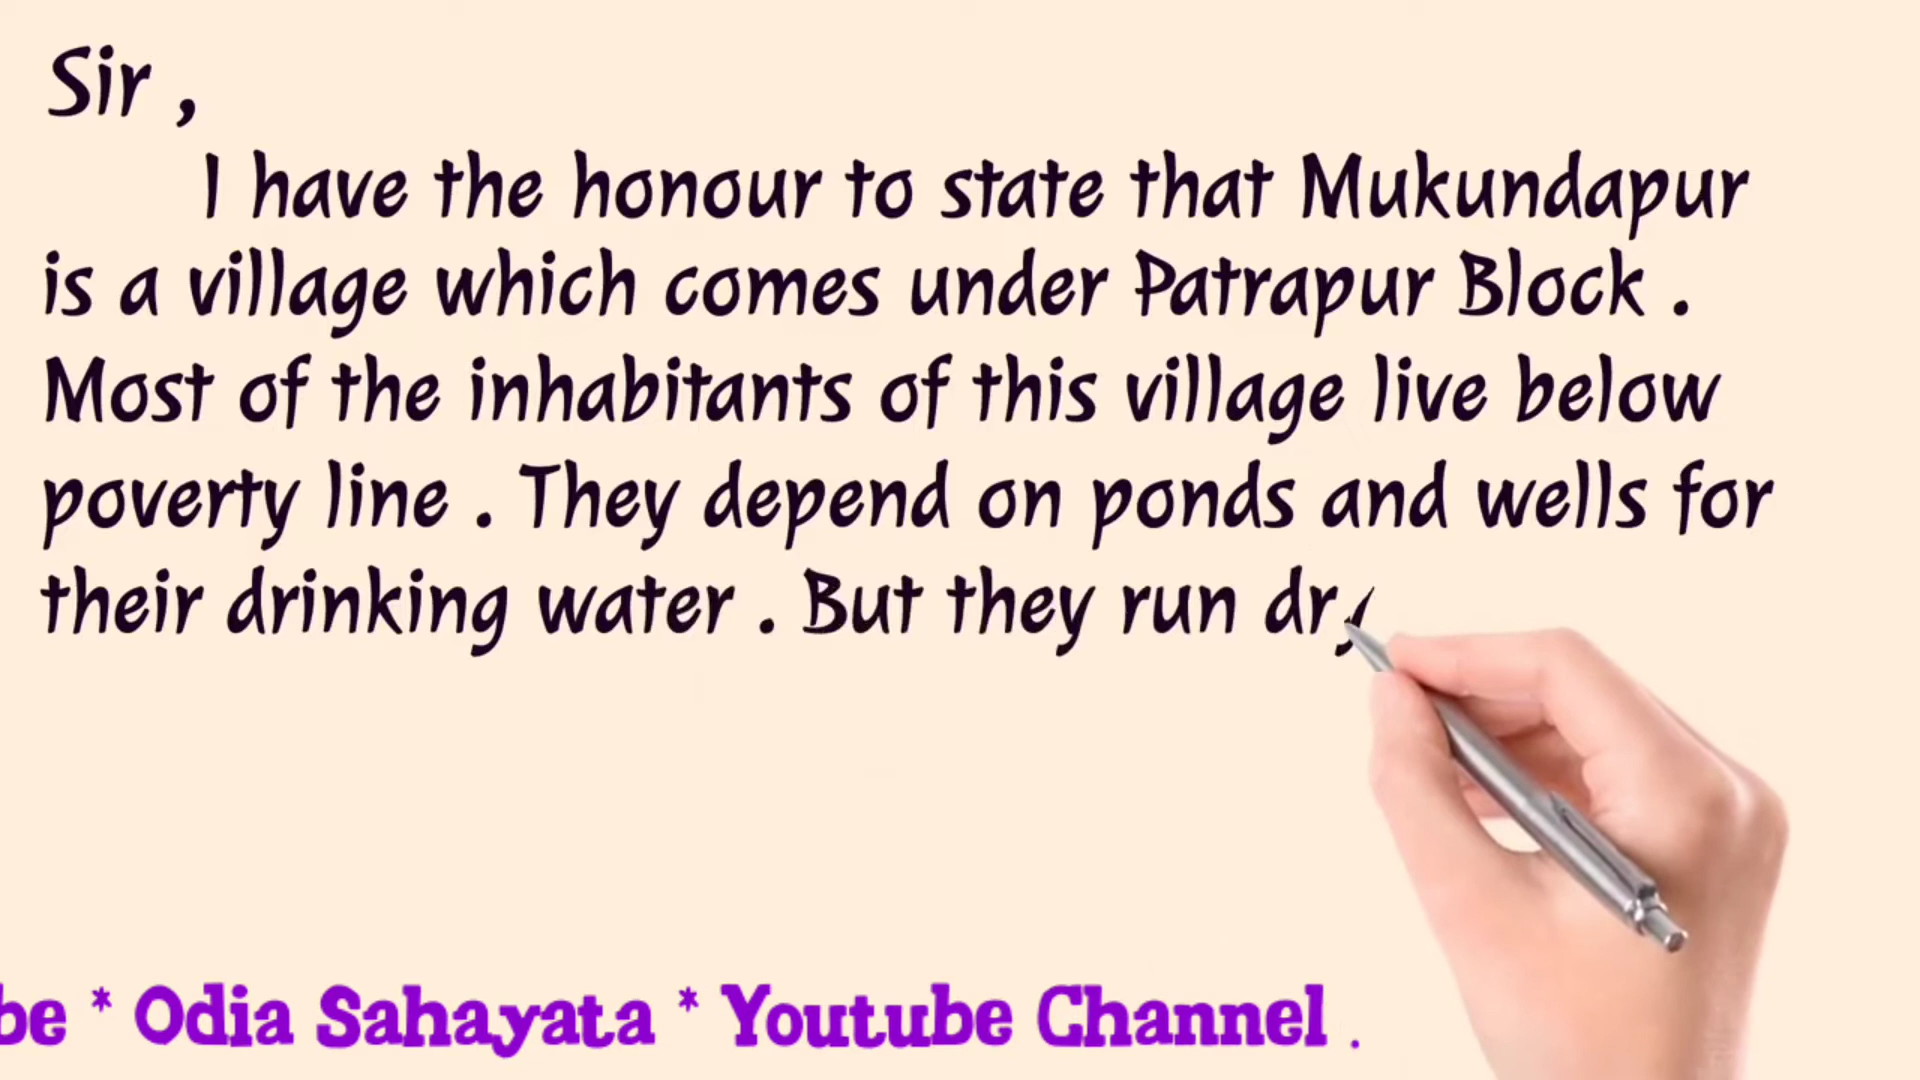 Sir ,
I have the honour to state that Mukundapur
is a village which comes under Patrapur Block .
Most of the inhabitants of this village live below
poverty line . They depend on ponds and wells for
their drinking water . But they run dry
be * Odia Sahayata * Youtube Channel .